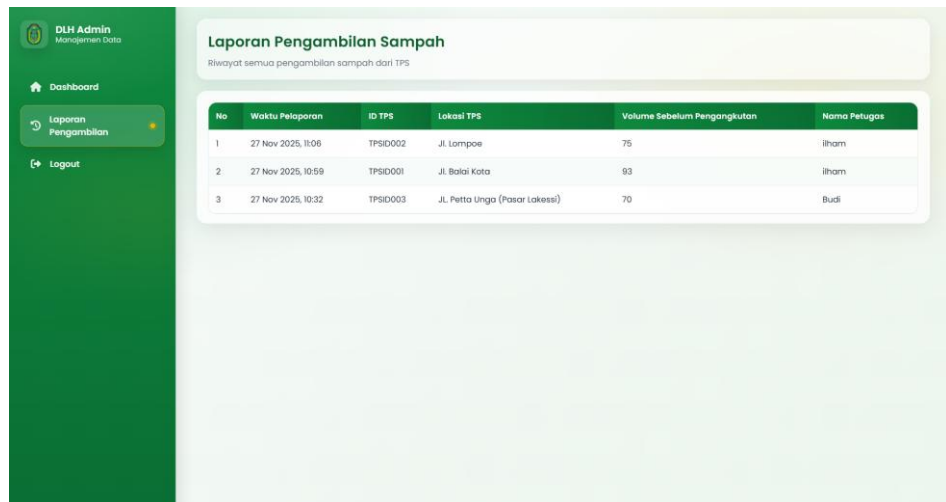 DLH Admin
Manajemen Data
Dashboard
Laporan
Pengambilan
Logout
Laporan Pengambilan Sampah
Riwayat semua pengambilan sampah dari TPS
No Waktu Pelaporan ID TPS Lokasi TPS Volume Sebelum Pengangkutan Nama Petugas
1 27 Nov 2025, 11:06 TPSID002 Jl. Lompoe 75 ilham
2 27 Nov 2025, 10:59 TPSID001 Jl. Balai Kota 93 ilham
3 27 Nov 2025, 10:32 TPSID003 JL. Petta Unga (Pasar Lakessi) 70 Budi